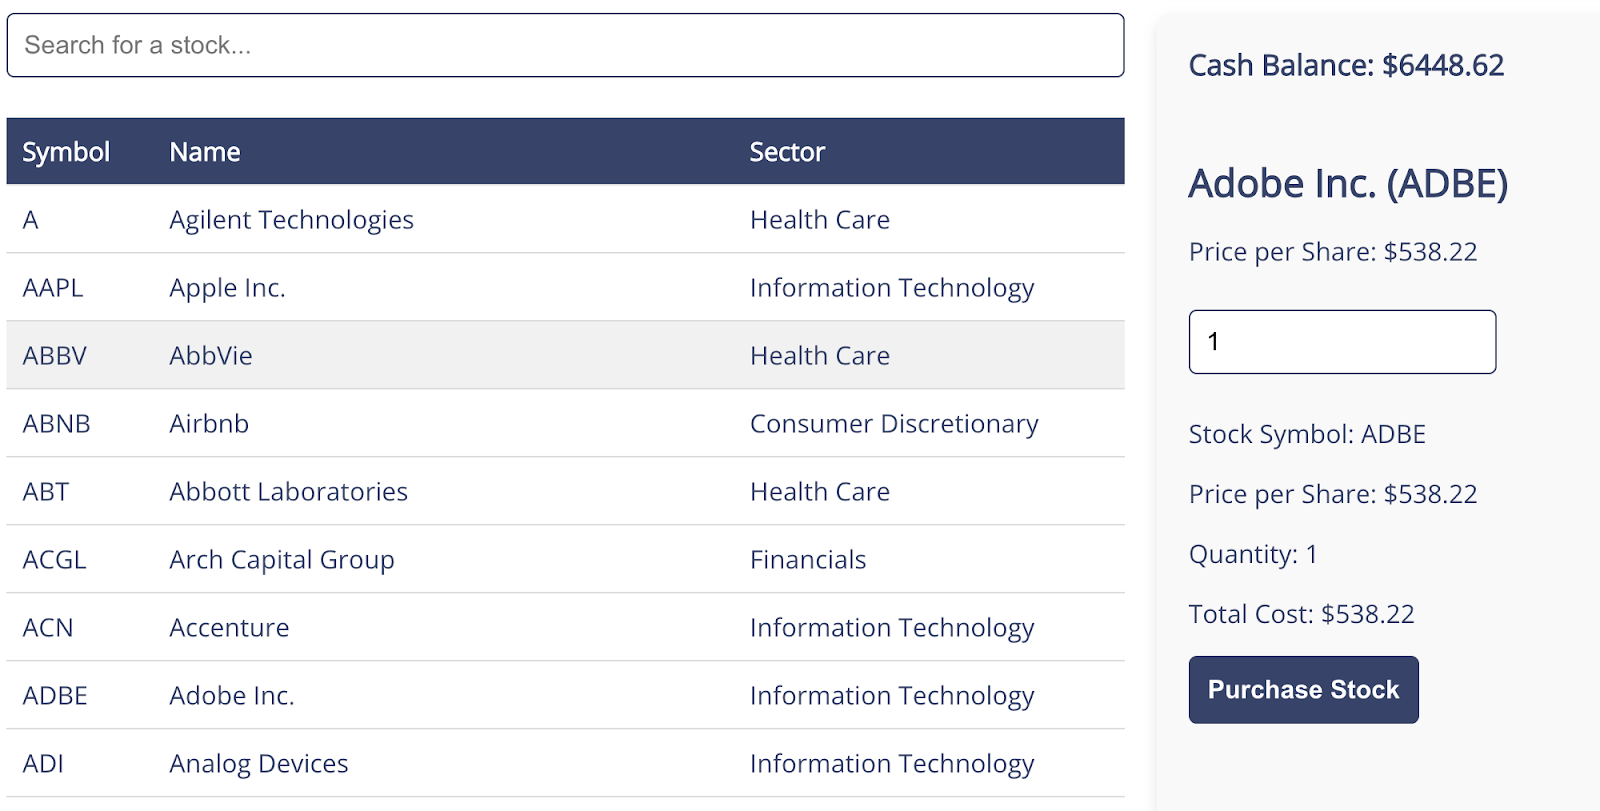 Search for a stock...
Symbol Name Sector
A Agilent Technologies Health Care
AAPL Apple Inc. Information Technology
ABBV AbbVie Health Care
ABNB Airbnb Consumer Discretionary
ABT Abbott Laboratories Health Care
ACGL Arch Capital Group Financials
ACN Accenture Information Technology
ADBE Adobe Inc. Information Technology
ADI Analog Devices Information Technology
Cash Balance: $6448.62
Adobe Inc. (ADBE)
Price per Share: $538.22
1
Stock Symbol: ADBE
Price per Share: $538.22
Quantity: 1
Total Cost: $538.22
Purchase Stock